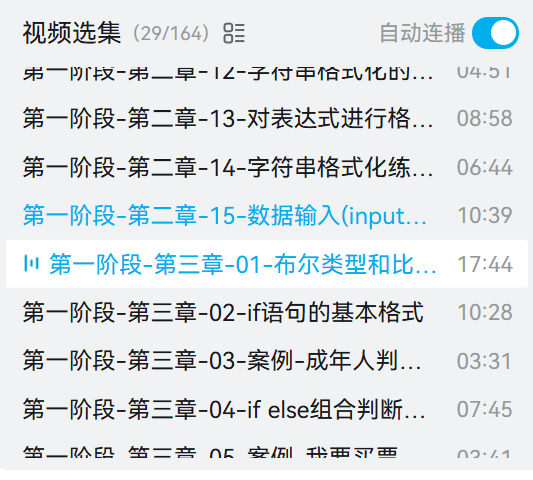 视频选集 (29/164) 自动连播
第一阶段-第二章-12-字符串格式化的... 04:51
第一阶段-第二章-13-对表达式进行格... 08:58
第一阶段-第二章-14-字符串格式化练... 06:44
第一阶段-第二章-15-数据输入(input... 10:39
第一阶段-第三章-01-布尔类型和比... 17:44
第一阶段-第三章-02-if语句的基本格式 10:28
第一阶段-第三章-03-案例-成年人判... 03:31
第一阶段-第三章-04-if else组合判断... 07:45
第一阶段-第三章-05-案例-我要买票 03:41